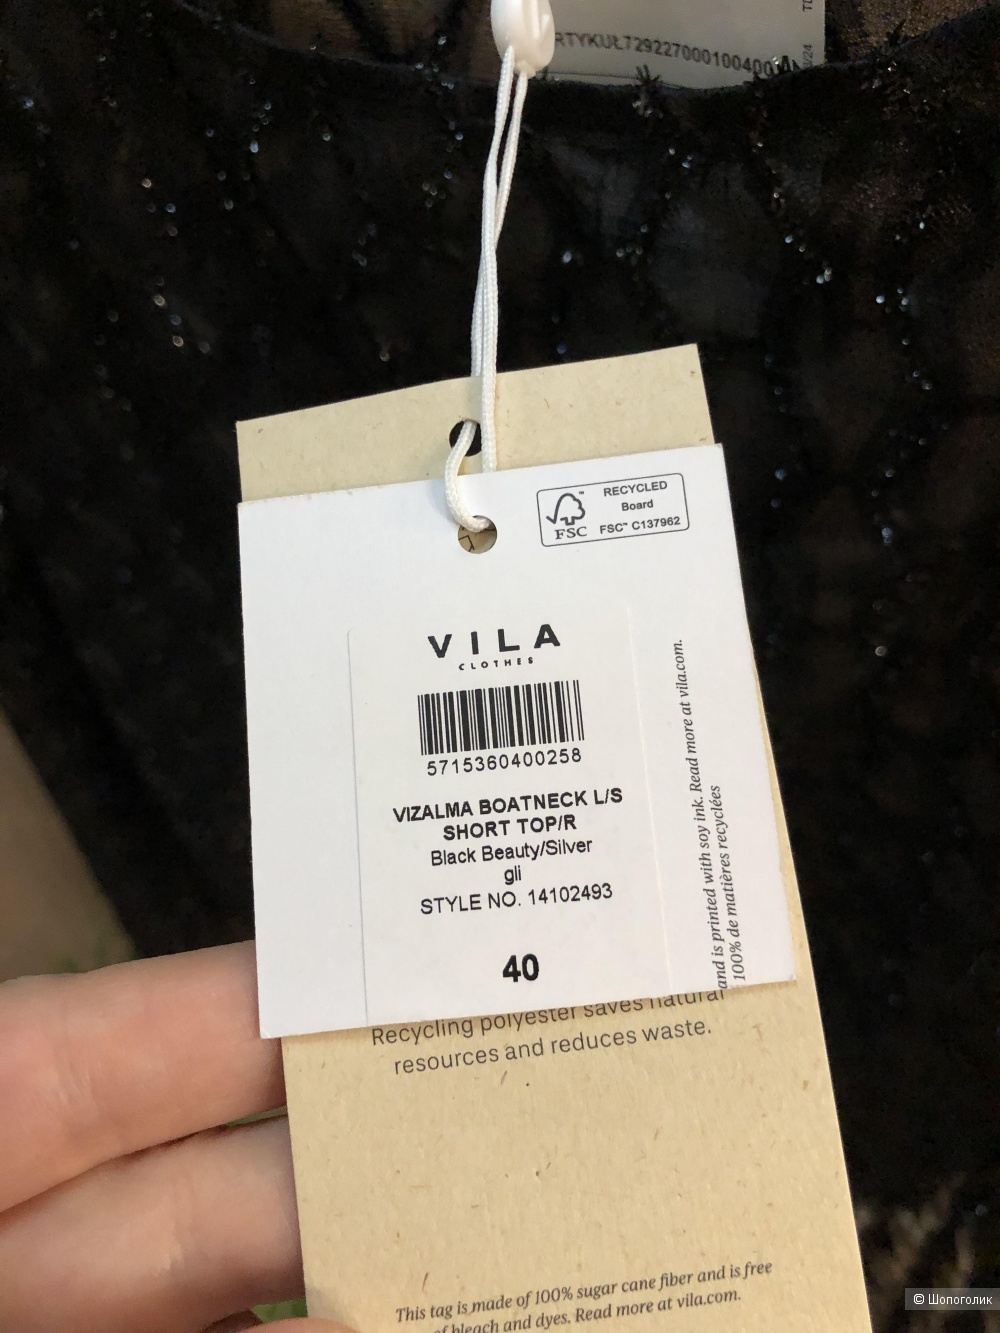 RTYKUŁ7292270001004001
RECYCLED
Board
FSC™ C137962
FSC
VILA
CLOTHES
5715360400258
VIZALMA BOATNECK L/S
SHORT TOP/R
Black Beauty/Silver
gli
STYLE NO. 14102493
40
and is printed with soy ink. Read more at vila.com.
100% de matières recyclées
Recycling polyester saves natural
resources and reduces waste.
This tag is made of 100% sugar cane fiber and is free
of bleach and dyes. Read more at vila.com.
© Шопоголик